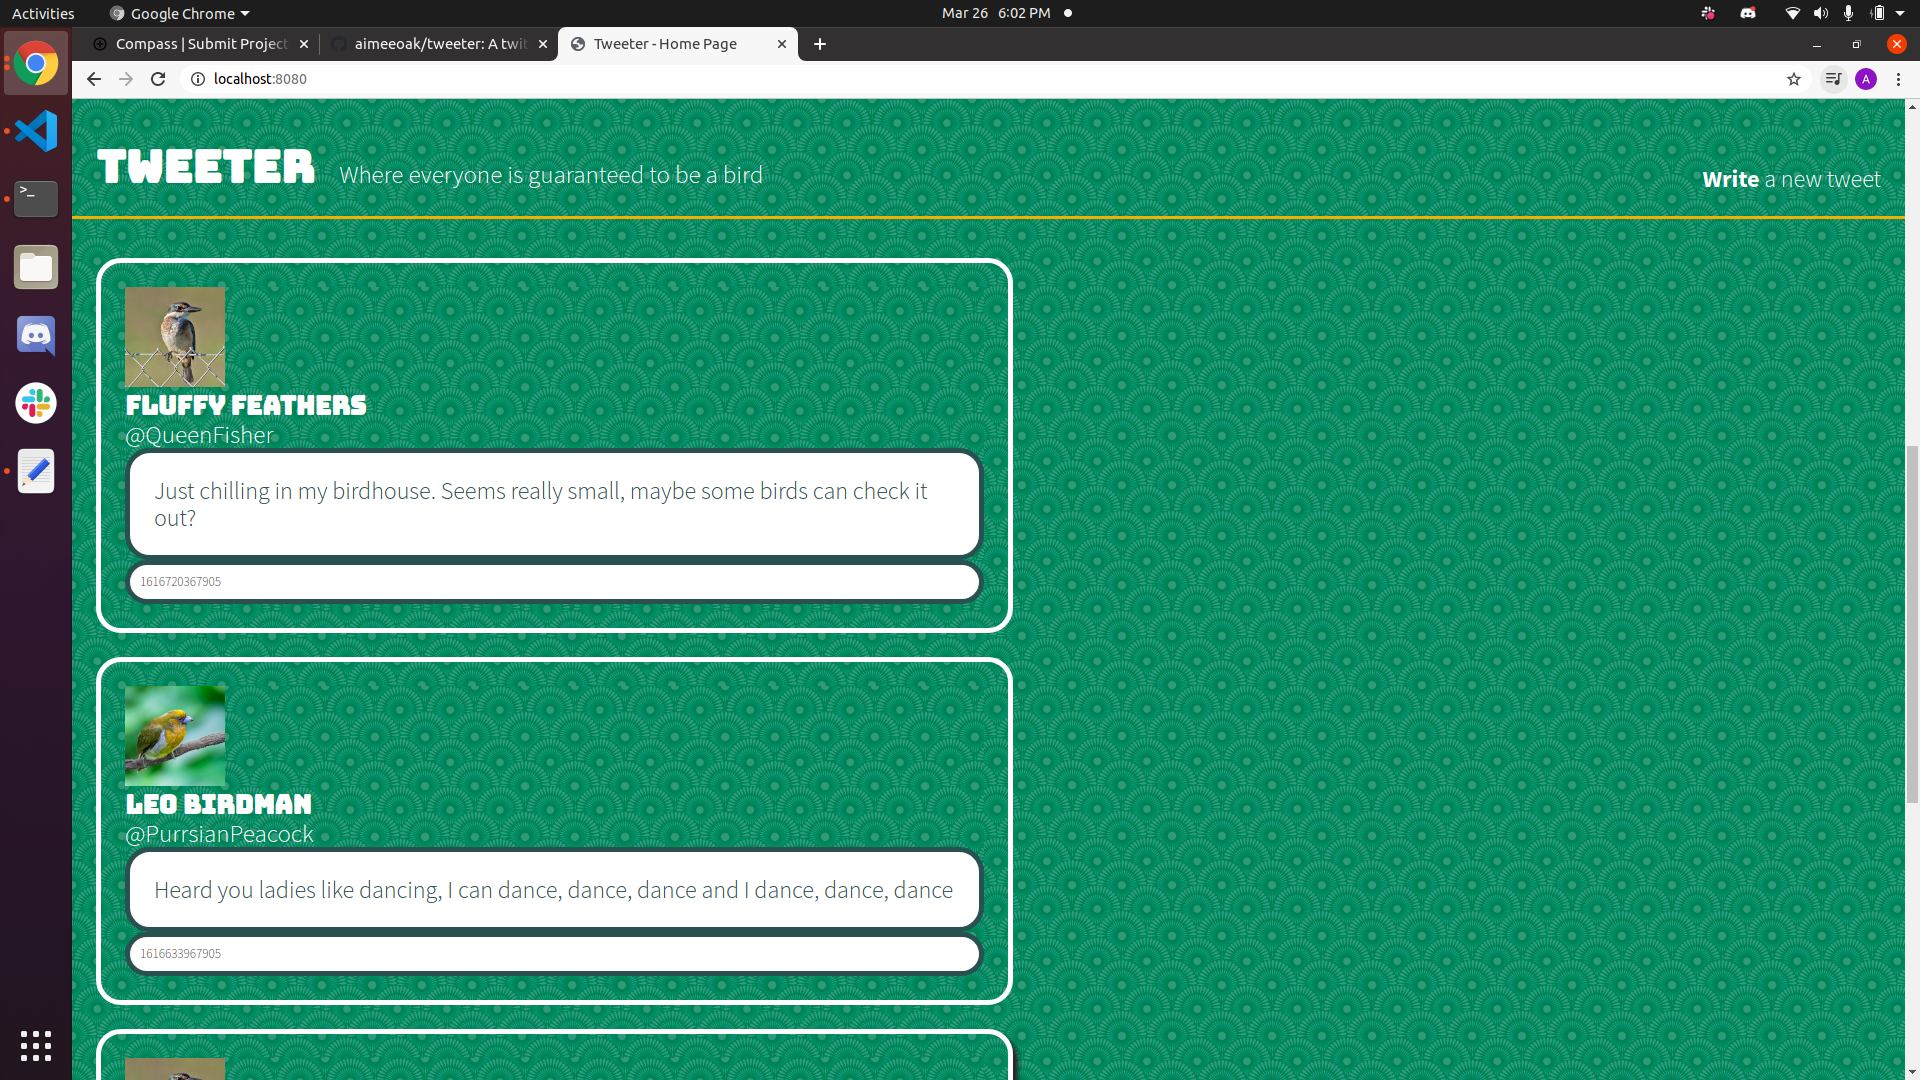 Activities
Google Chrome
Mar 26 6:02 PM
Compass | Submit Project
aimeeoak/tweeter: A twit
Tweeter - Home Page
localhost:8080
A
TWEETER
Where everyone is guaranteed to be a bird
Write a new tweet
FLUFFY FEATHERS
@QueenFisher
Just chilling in my birdhouse. Seems really small, maybe some birds can check it
out?
1616720367905
LEO BIRDMAN
@PurrsianPeacock
Heard you ladies like dancing, I can dance, dance, dance and I dance, dance, dance
1616633967905